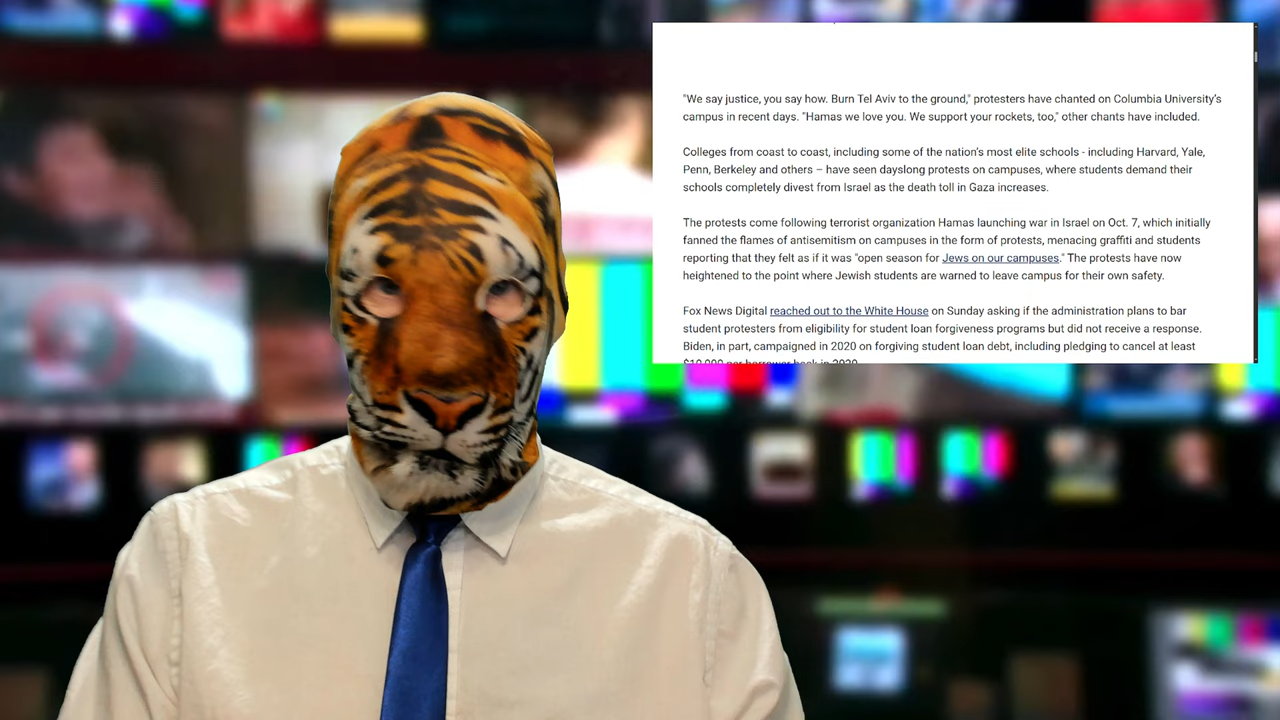 "We say justice, you say how. Burn Tel Aviv to the ground," protesters have chanted on Columbia University's
campus in recent days. "Hamas we love you. We support your rockets, too," other chants have included.
Colleges from coast to coast, including some of the nation's most elite schools - including Harvard, Yale,
Penn, Berkeley and others – have seen dayslong protests on campuses, where students demand their
schools completely divest from Israel as the death toll in Gaza increases.
The protests come following terrorist organization Hamas launching war in Israel on Oct. 7, which initially
fanned the flames of antisemitism on campuses in the form of protests, menacing graffiti and students
reporting that they felt as if it was "open season for Jews on our campuses." The protests have now
heightened to the point where Jewish students are warned to leave campus for their own safety.
Fox News Digital reached out to the White House on Sunday asking if the administration plans to bar
student protesters from eligibility for student loan forgiveness programs but did not receive a response.
Biden, in part, campaigned in 2020 on forgiving student loan debt, including pledging to cancel at least
$10,000 per borrower back in 2020.